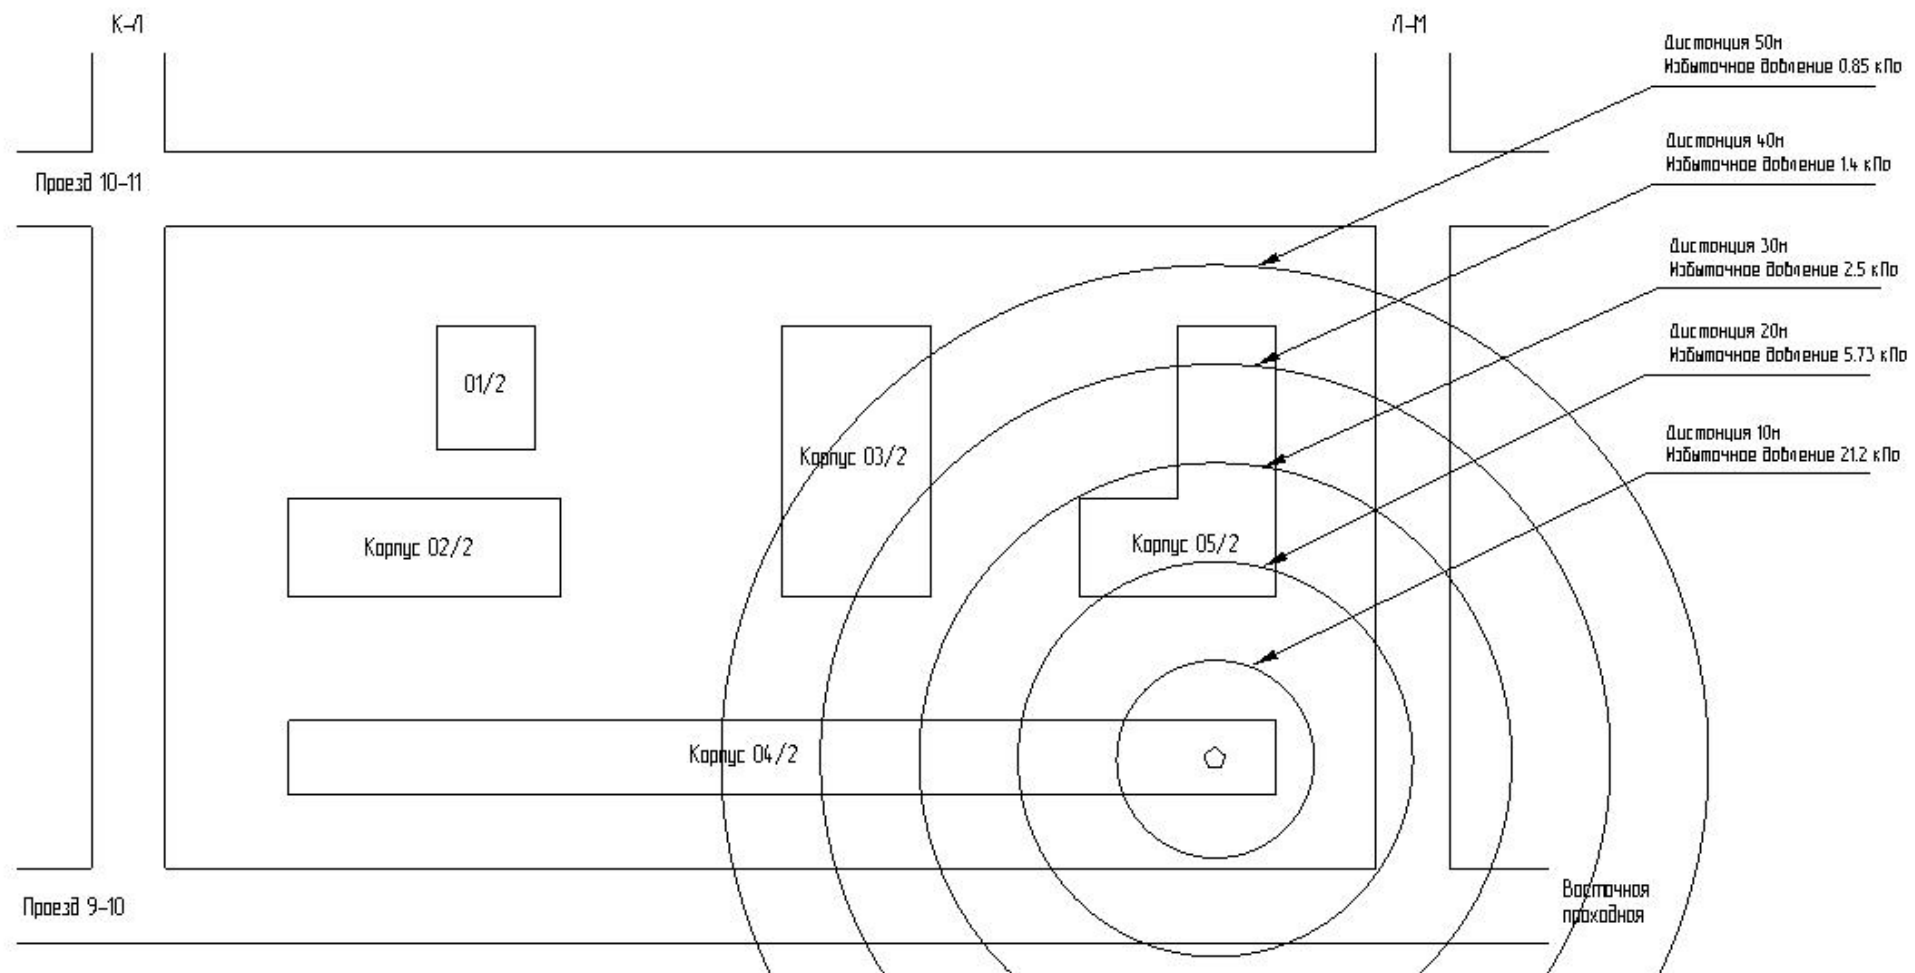 К-Л
Л-М
Дистанция 50м
Избыточное давление 0.85 кПа
Дистанция 40м
Избыточное давление 1.4 кПа
Проезд 10-11
Дистанция 30м
Избыточное давление 2.5 кПа
Дистанция 20м
Избыточное давление 5.73 кПа
01/2
Дистанция 10м
Избыточное давление 21.2 кПа
Корпус 03/2
Корпус 02/2
Корпус 05/2
Корпус 04/2
Проезд 9-10
Восточная
проходная